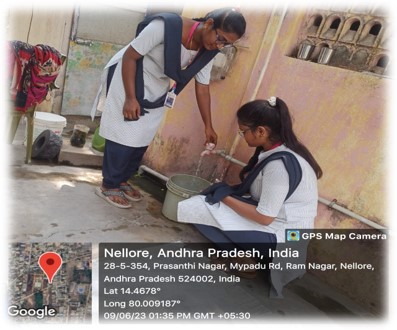 GPS Map Camera
Nellore, Andhra Pradesh, India
28-5-354, Prasanthi Nagar, Mypadu Rd, Ram Nagar, Nellore,
Andhra Pradesh 524002, India
Lat 14.4678°
Long 80.009187°
09/06/23 01:35 PM GMT +05:30
Google